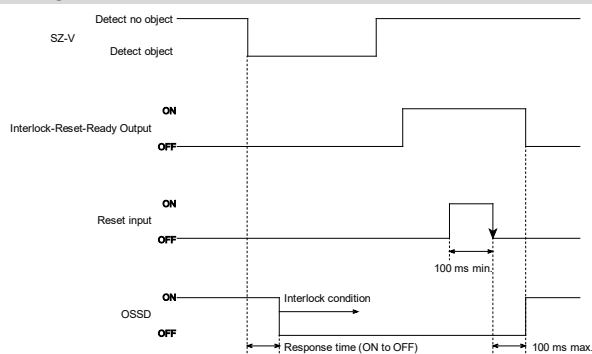 Detect no object
SZ-V
Detect object
ON
Interlock-Reset-Ready Output
OFF
ON
Reset input
OFF
100 ms min.
ON
Interlock condition
OSSD
OFF
Response time (ON to OFF)
100 ms max.